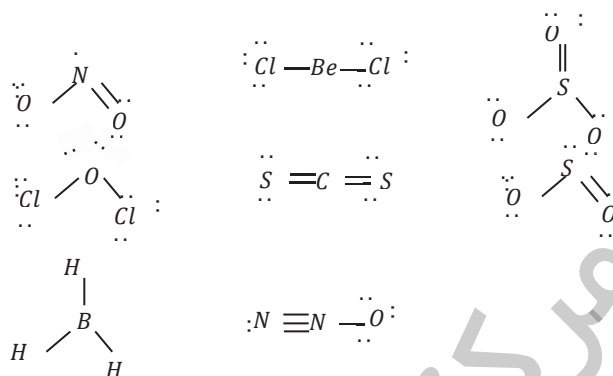 N
O O
Cl — Be — Cl
O
S
O O
O
Cl Cl
S = C = S
S
O O
H
B
H H
N ≡ N — O